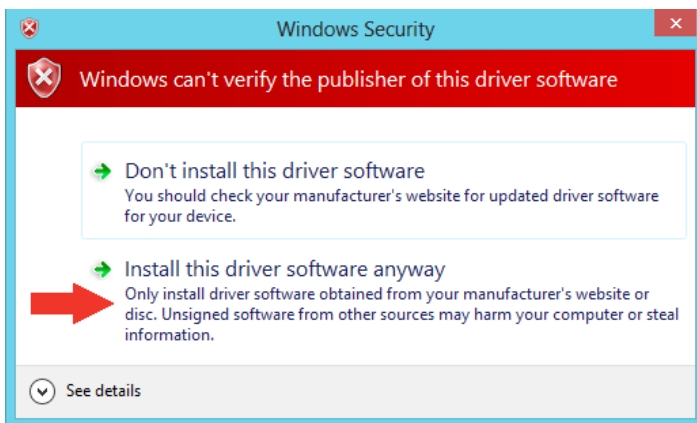 Windows Security
Windows can't verify the publisher of this driver software
Don't install this driver software
You should check your manufacturer's website for updated driver software
for your device.
Install this driver software anyway
Only install driver software obtained from your manufacturer's website or
disc. Unsigned software from other sources may harm your computer or steal
information.
See details